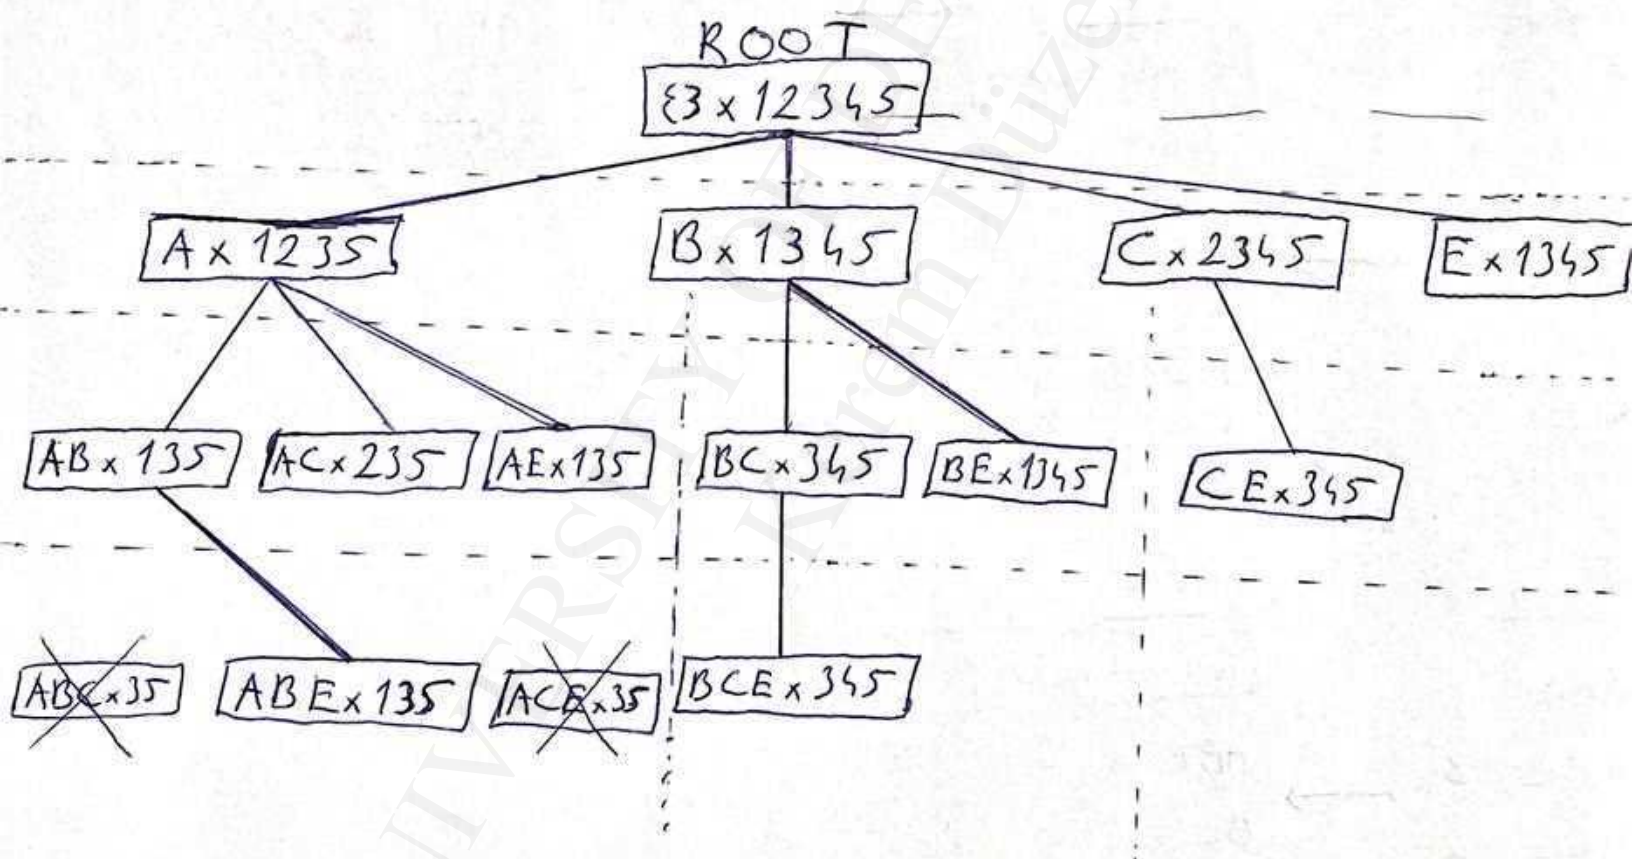 ROOT
{} x 12345
A x 1235
B x 1345
C x 2345
E x 1345
AB x 135
AC x 235
AE x 135
BC x 345
BE x 1345
CE x 345
ABC x 35
ABE x 135
ACE x 35
BCE x 345